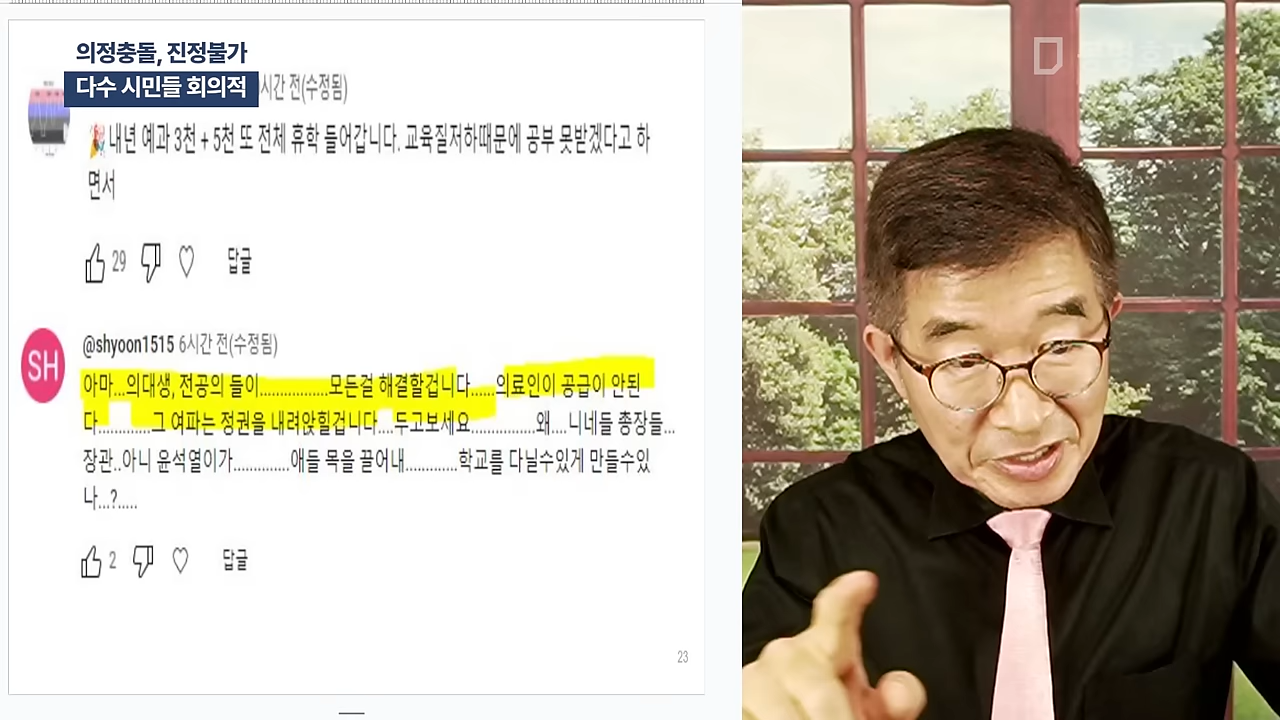 의정충돌, 진정불가
다수 시민들 회의적
시간 전(수정됨)
내년 예과 3천 + 5천 또 전체 휴학 들어갑니다. 교육질저하때문에 공부 못받겠다고 하
면서
29
답글
SH
@shyoon1515 6시간 전(수정됨)
아마...의대생, 전공의 들이.................모든걸 해결할겁니다......의료인이 공급이 안된
다.............그 여파는 정권을 내려앉힐겁니다....두고보세요................왜....니네들 총장들...
장관..아니 윤석열이가..............애들 목을 끌어내.............학교를 다닐수있게 만들수있
나...?.....
2
답글
23